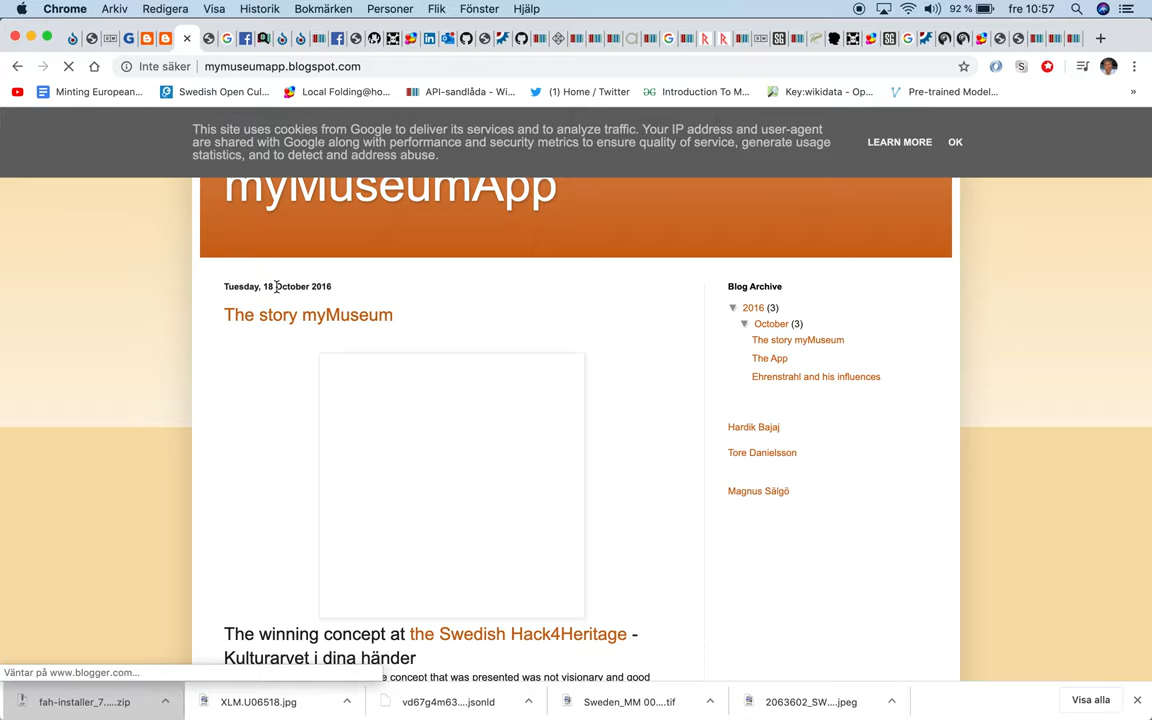 Chrome Arkiv Redigera Visa Historik Bokmärken Personer Flik Fönster Hjälp 92 % fre 10:57
Inte säker mymuseumapp.blogspot.com
Minting European... Swedish Open Cul... Local Folding@ho... API-sandlåda - Wi... (1) Home / Twitter Introduction To M... Key:wikidata - Op... Pre-trained Model... »
This site uses cookies from Google to deliver its services and to analyze traffic. Your IP address and user-agent
are shared with Google along with performance and security metrics to ensure quality of service, generate usage
statistics, and to detect and address abuse.
LEARN MORE OK
myMuseumApp
Tuesday, 18 October 2016
The story myMuseum
The winning concept at the Swedish Hack4Heritage -
Kulturarvet i dina händer
e concept that was presented was not visionary and good
Blog Archive
▼ 2016 (3)
▼ October (3)
The story myMuseum
The App
Ehrenstrahl and his influences
Hardik Bajaj
Tore Danielsson
Magnus Sälgö
Väntar på www.blogger.com...
fah-installer_7....zip XLM.U06518.jpg vd67g4m63....jsonld Sweden_MM 00....tif 2063602_SW....jpeg Visa alla